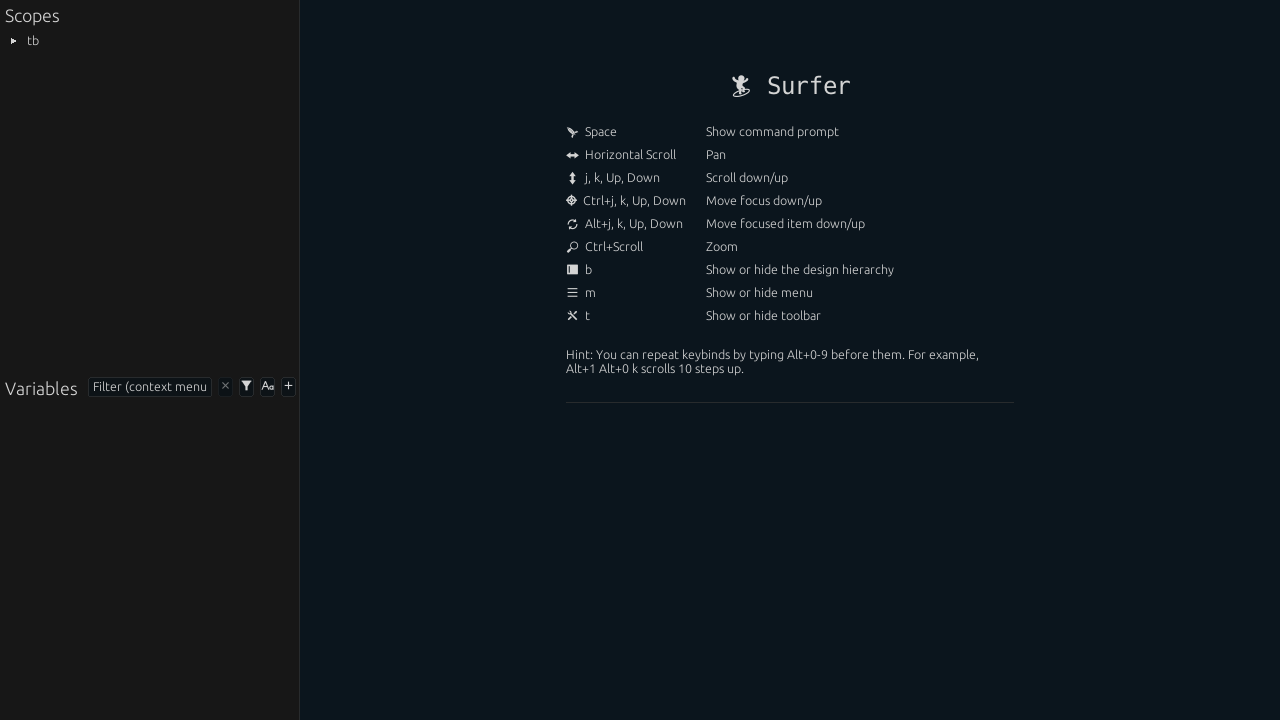 Scopes
tb
Surfer
Space Show command prompt
Horizontal Scroll Pan
j, k, Up, Down Scroll down/up
Ctrl+j, k, Up, Down Move focus down/up
Alt+j, k, Up, Down Move focused item down/up
Ctrl+Scroll Zoom
b Show or hide the design hierarchy
m Show or hide menu
t Show or hide toolbar
Hint: You can repeat keybinds by typing Alt+0-9 before them. For example,
Alt+1 Alt+0 k scrolls 10 steps up.
Variables Filter (context menu